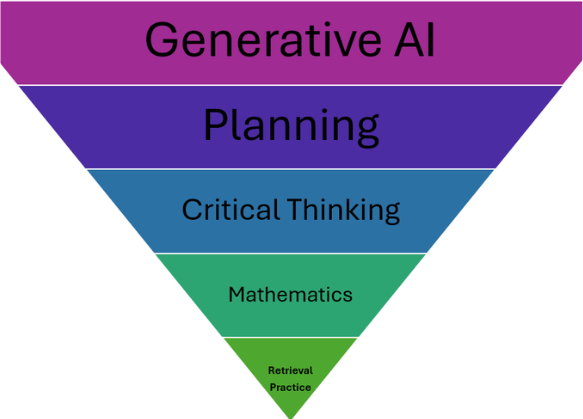 Generative AI
Planning
Critical Thinking
Mathematics
Retrieval
Practice